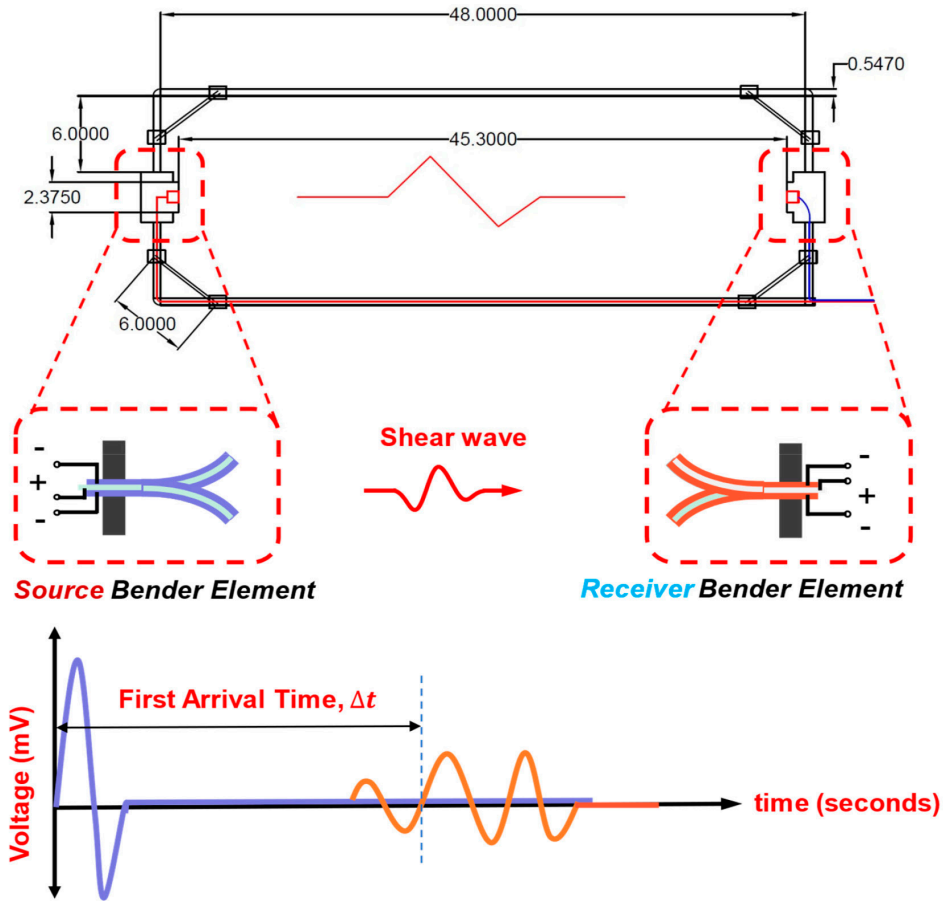 48.0000
0.5470
6.0000
45.3000
2.3750
6.0000
Shear wave
-
+
-
-
+
-
Source Bender Element
Receiver Bender Element
First Arrival Time, Δt
Voltage (mV)
time (seconds)